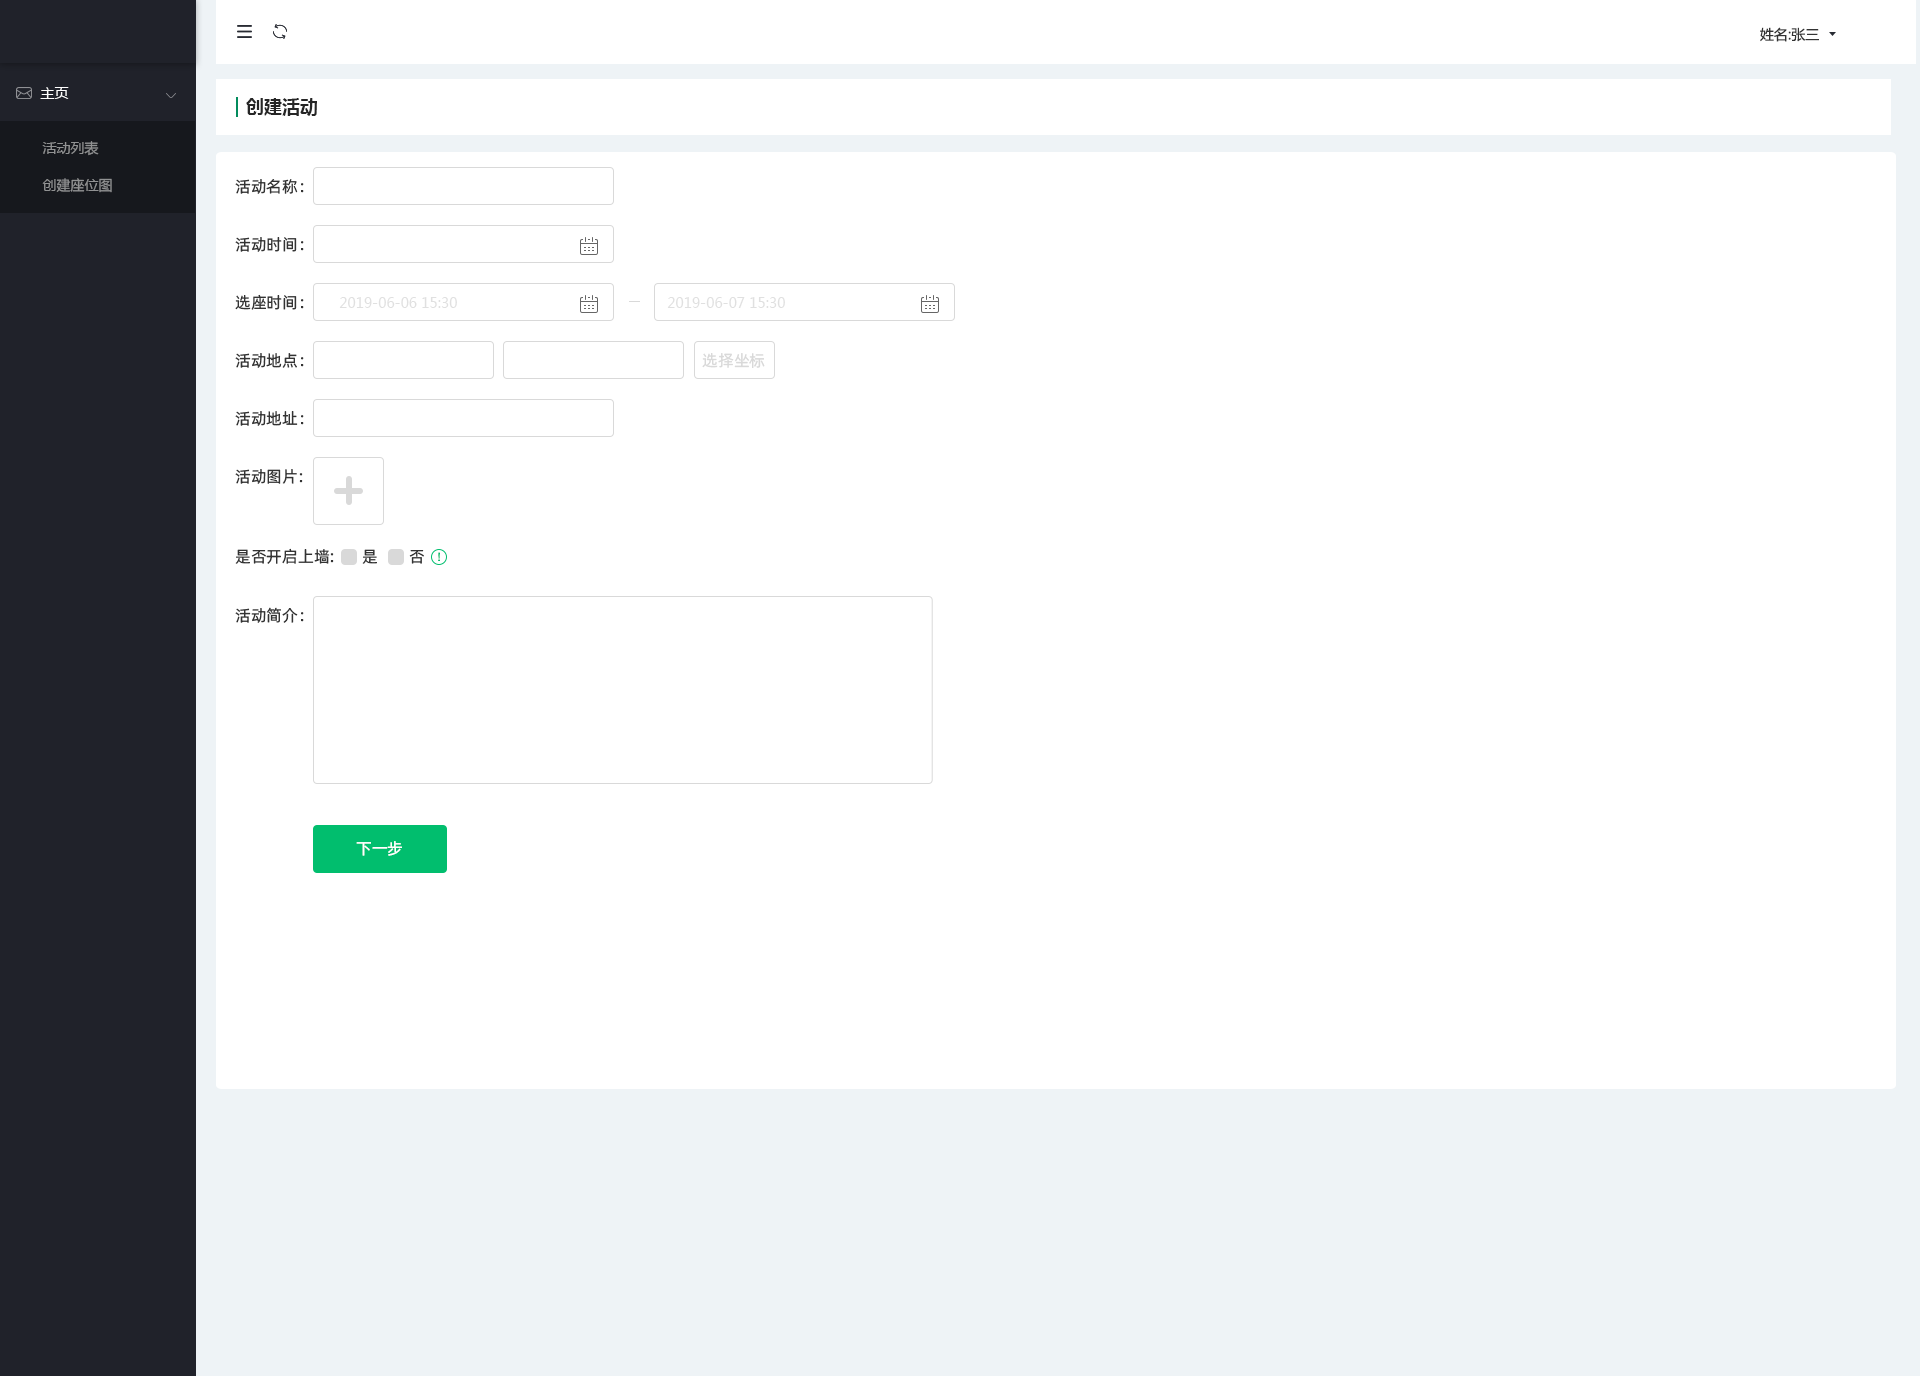 姓名:张三
主页
活动列表
创建座位图
创建活动
活动名称：
活动时间：
选座时间： 2019-06-06 15:30 — 2019-06-07 15:30
活动地点： 选择坐标
活动地址：
活动图片:
是否开启上墙: 是 否
活动简介：
下一步